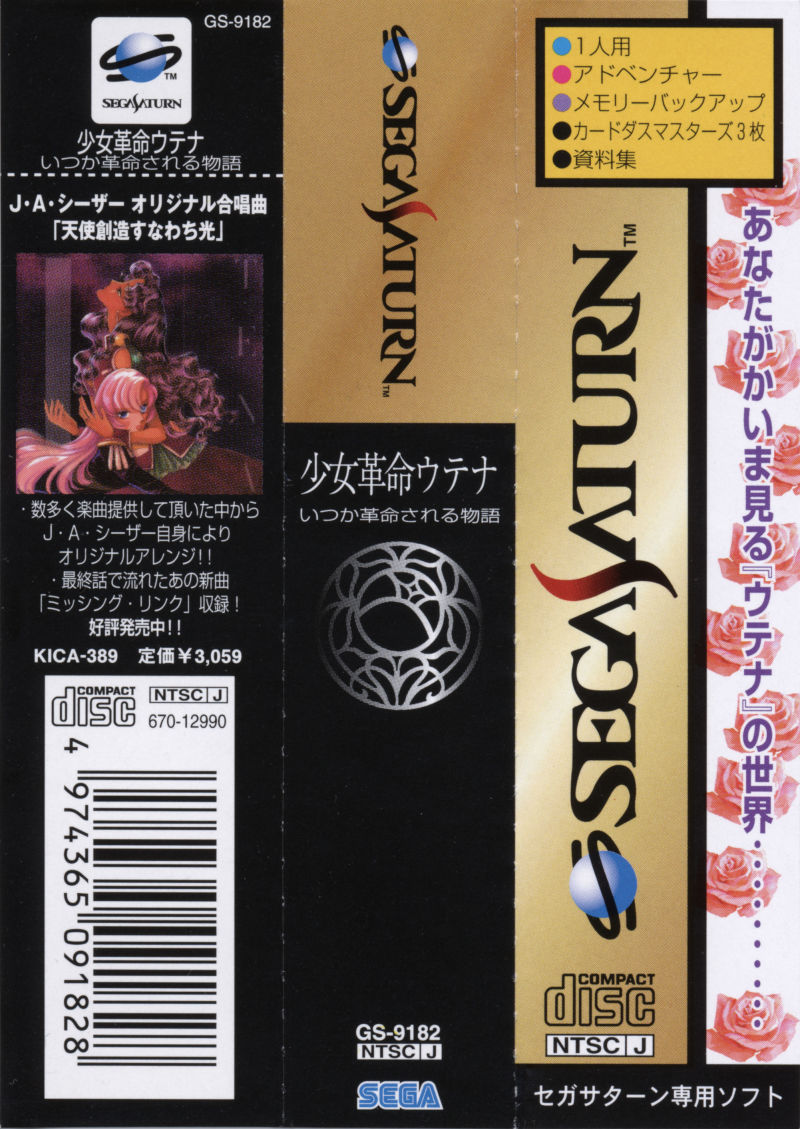 GS-9182
TM
SEGA SATURN
少女革命ウテナ
いつか革命される物語
J・A・シーザー オリジナル合唱曲
「天使創造すなわち光」
・数多く楽曲提供して頂いた中から
J・A・シーザー自身により
オリジナルアレンジ!!
・最終話で流れたあの新曲
「ミッシング・リンク」収録!
好評発売中!!
KICA-389 定価¥3,059
COMPACT disc
NTSC J
670-12990
4 974365 091828
SEGA SATURN TM
少女革命ウテナ
いつか革命される物語
GS-9182
NTSC J
SEGA
●1人用
●アドベンチャー
●メモリーバックアップ
●カードダスマスターズ3枚
●資料集
SEGA SATURN TM
COMPACT disc
NTSC J
あなたがかいま見る『ウテナ』の世界…………
セガサターン専用ソフト